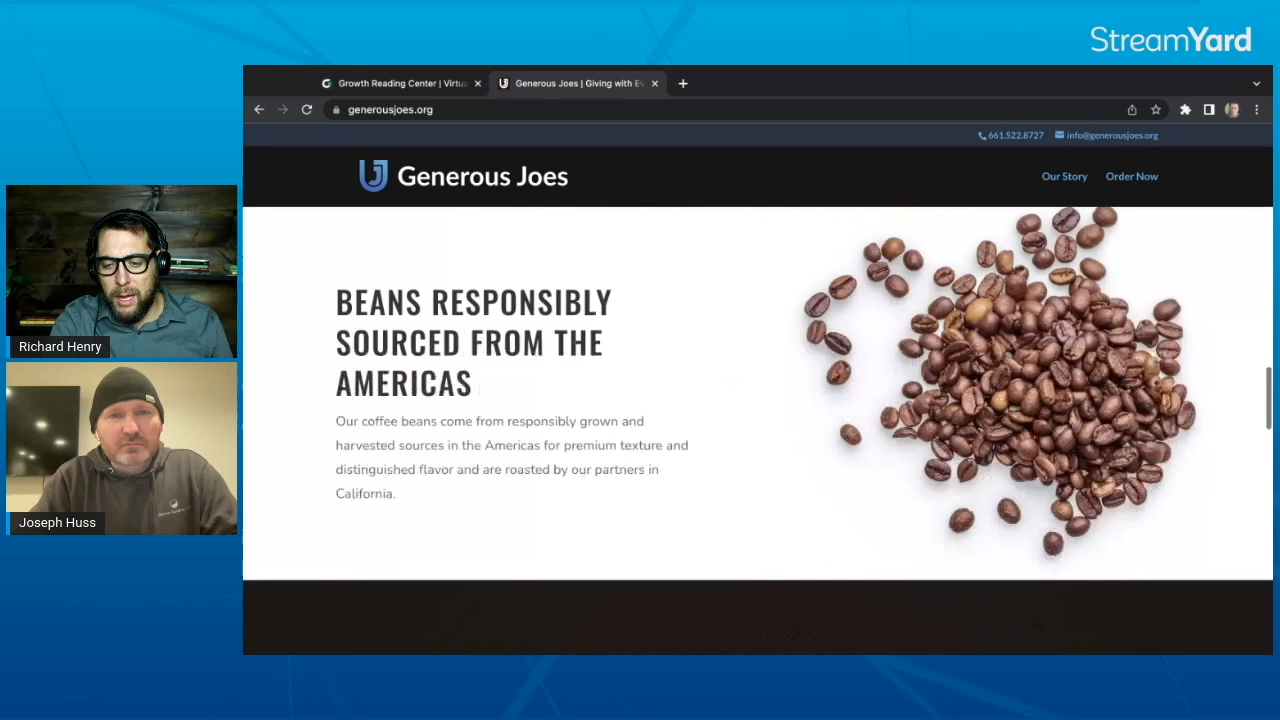 StreamYard
Growth Reading Center | Virtu
Generous Joes | Giving with Ev
generousjoes.org
661.522.8727
info@generousjoes.org
Generous Joes
Our Story
Order Now
BEANS RESPONSIBLY
SOURCED FROM THE
AMERICAS
Our coffee beans come from responsibly grown and
harvested sources in the Americas for premium texture and
distinguished flavor and are roasted by our partners in
California.
Richard Henry
Joseph Huss